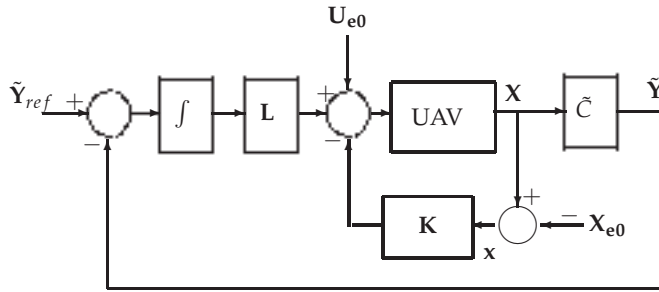 U_e0
Ỹ_ref + − ∫ L + − UAV X C̃ Ỹ
K x + − X_e0